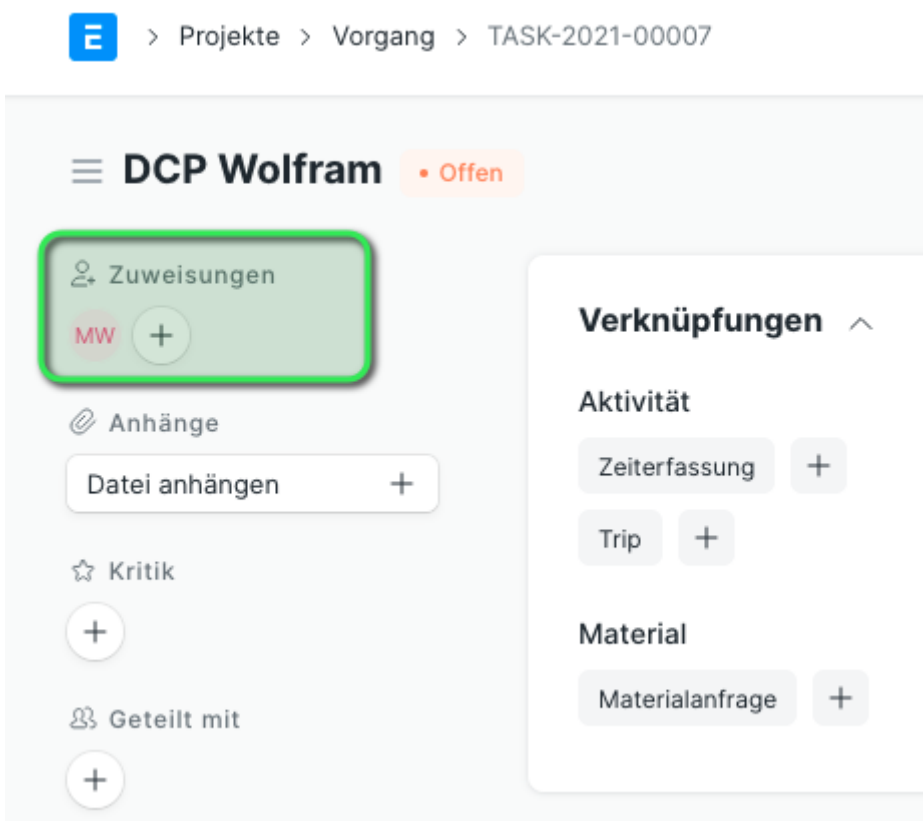 E > Projekte > Vorgang > TASK-2021-00007
DCP Wolfram • Offen
Zuweisungen
MW +
Anhänge
Datei anhängen +
Kritik
+
Geteilt mit
+
Verknüpfungen
Aktivität
Zeiterfassung +
Trip +
Material
Materialanfrage +